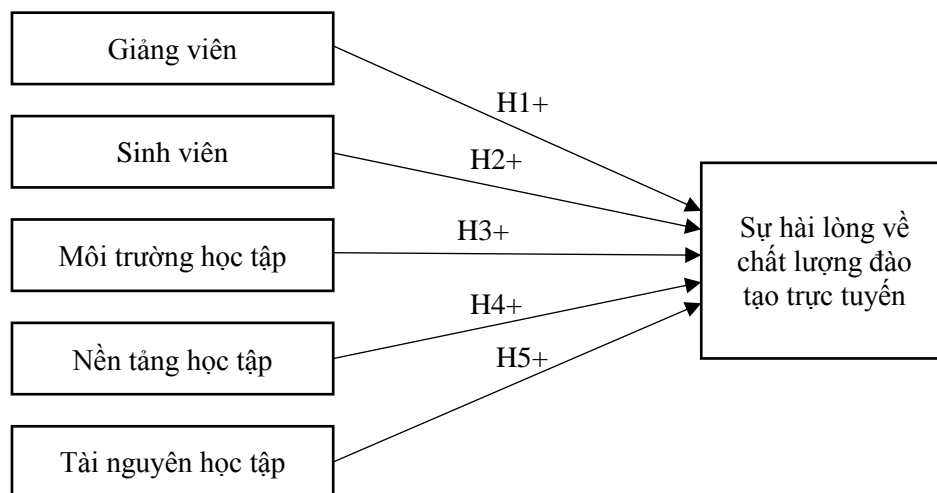 Giảng viên
H1+
Sinh viên
H2+
Môi trường học tập
H3+
Nền tảng học tập
H4+
Tài nguyên học tập
H5+
Sự hài lòng về
chất lượng đào
tạo trực tuyến